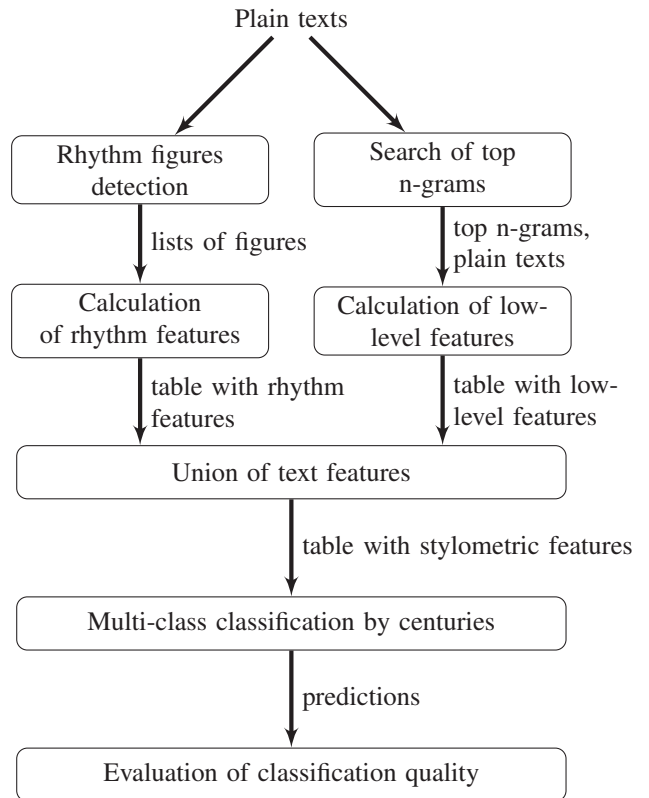 Plain texts
Rhythm figures
detection
Search of top
n-grams
lists of figures
top n-grams,
plain texts
Calculation
of rhythm features
Calculation of low-
level features
table with rhythm
features
table with low-
level features
Union of text features
table with stylometric features
Multi-class classification by centuries
predictions
Evaluation of classification quality